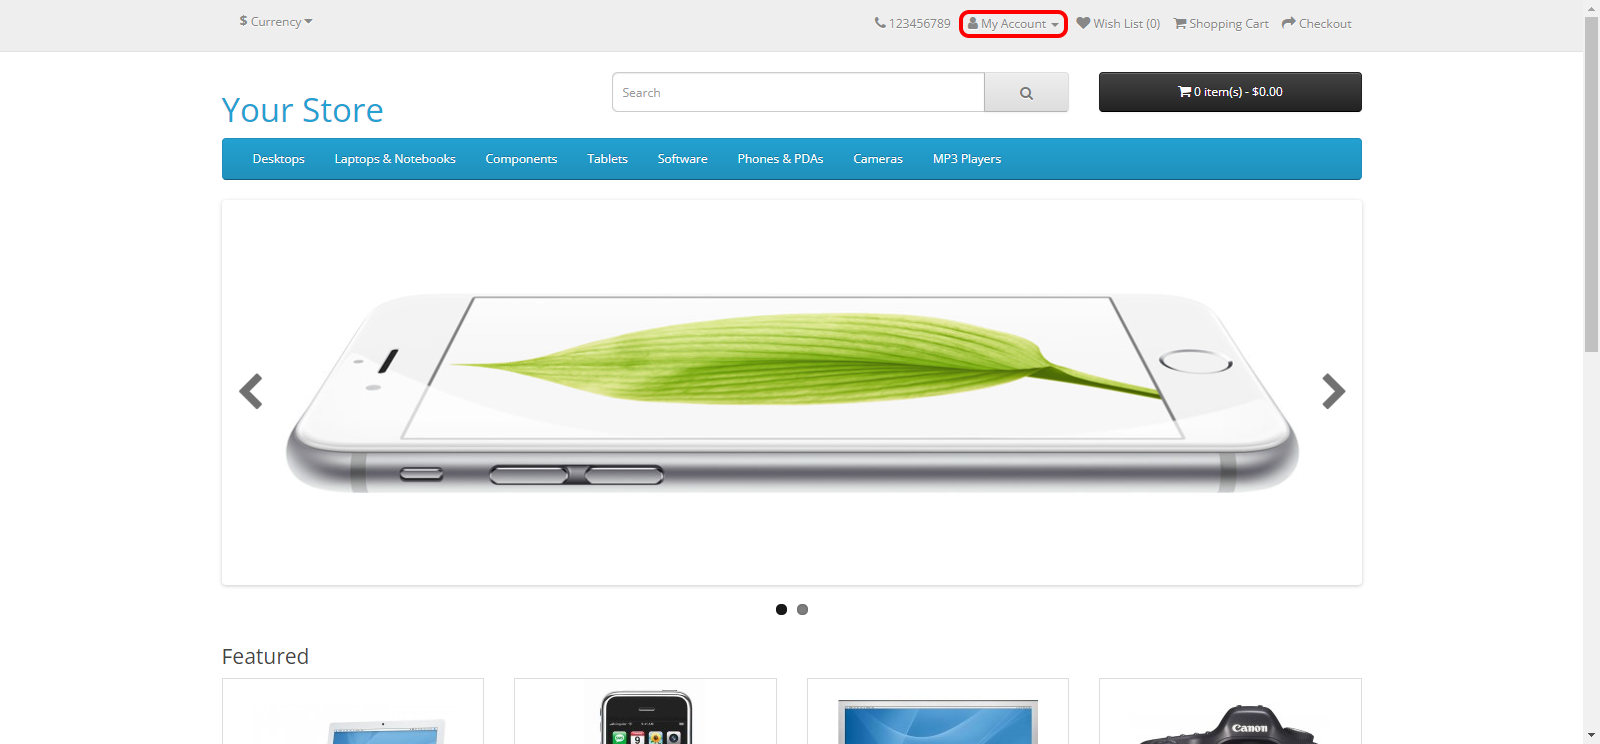 $ Currency
123456789 My Account Wish List (0) Shopping Cart Checkout
Your Store
Search
0 item(s) - $0.00
Desktops Laptops & Notebooks Components Tablets Software Phones & PDAs Cameras MP3 Players
Featured
Canon